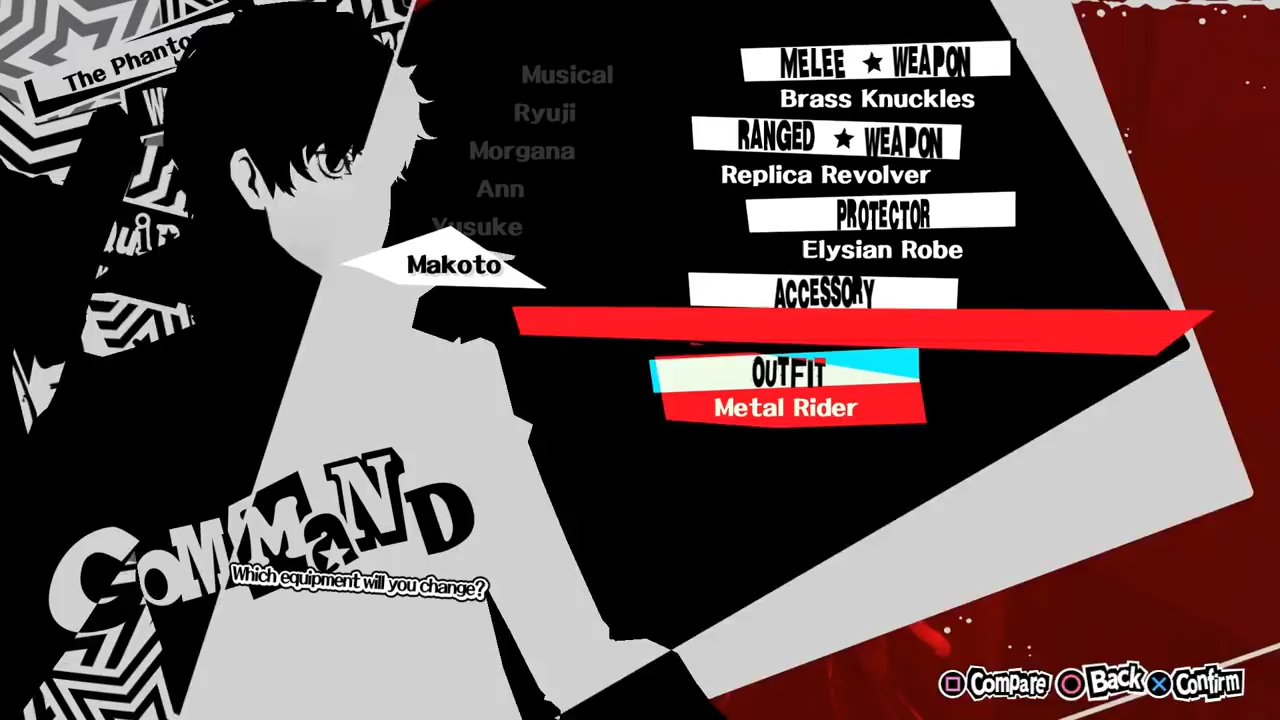 The Phanto
Musical
Ryuji
Morgana
Ann
Yusuke
Makoto
MELEE ★ WEAPON
Brass Knuckles
RANGED ★ WEAPON
Replica Revolver
PROTECTOR
Elysian Robe
ACCESSORY
OUTFIT
Metal Rider
COMMaND
Which equipment will you change?
Compare Back Confirm